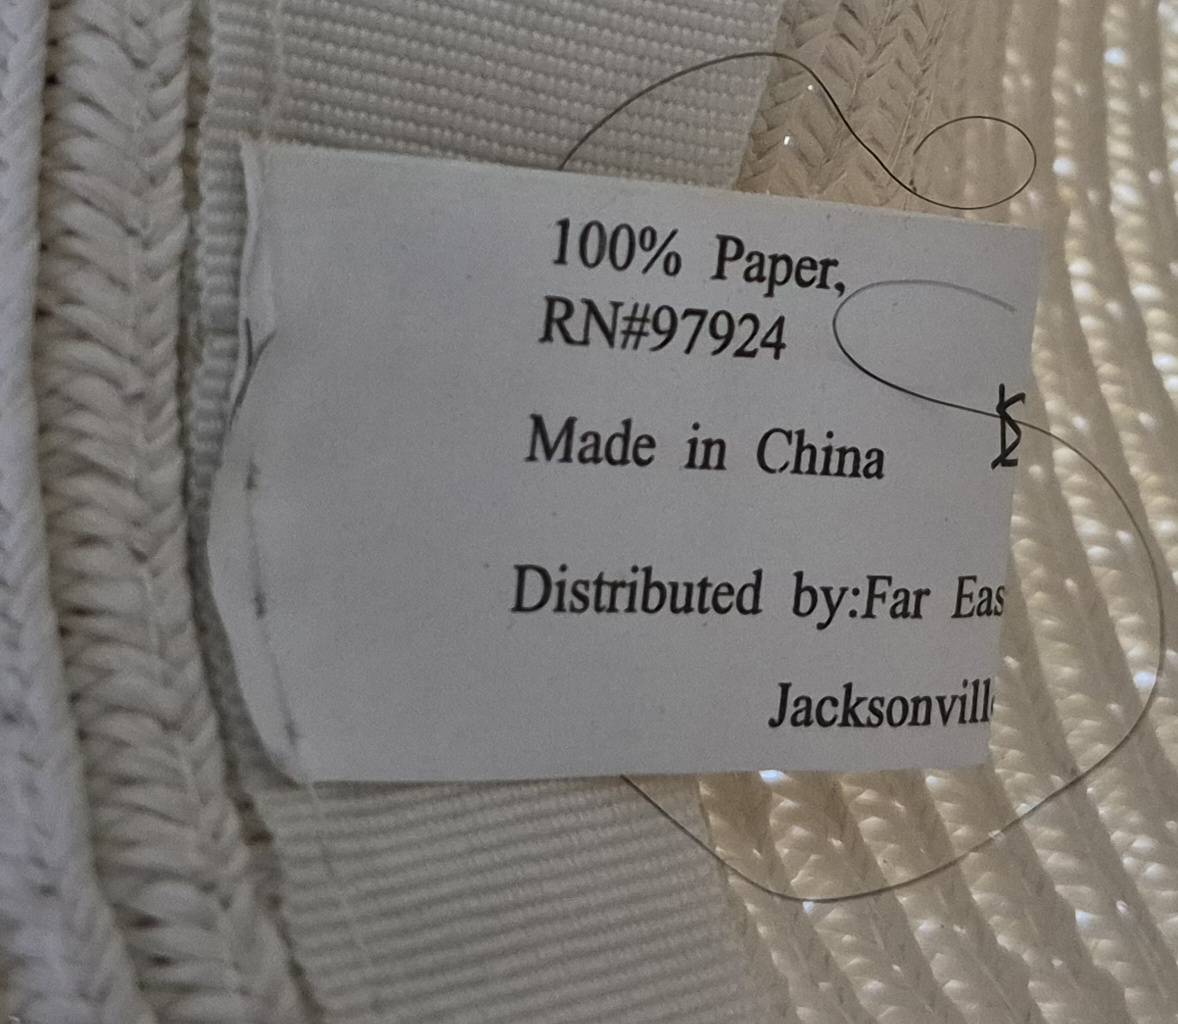 100% Paper,
RN#97924
Made in China
Distributed by:Far Eas
Jacksonvill